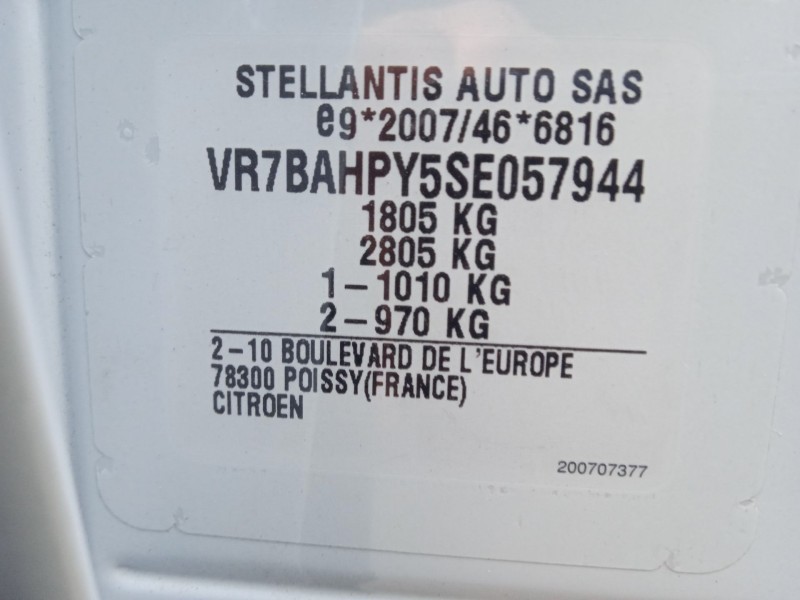 STELLANTIS AUTO SAS
e9*2007/46*6816
VR7BAHPY5SE057944
1805 KG
2805 KG
1-1010 KG
2-970 KG
2-10 BOULEVARD DE L'EUROPE
78300 POISSY(FRANCE)
CITROEN
200707377